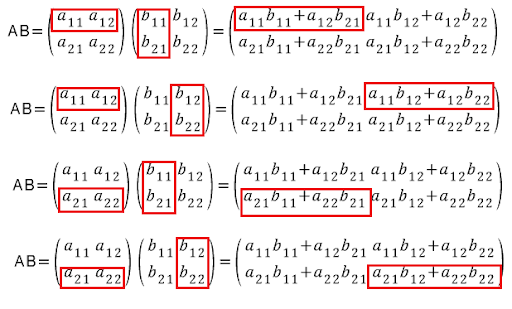 AB= ( a₁₁ a₁₂ ) ( b₁₁ b₁₂ ) = ( a₁₁b₁₁+a₁₂b₂₁ a₁₁b₁₂+a₁₂b₂₂ )
a₂₁ a₂₂ b₂₁ b₂₂ a₂₁b₁₁+a₂₂b₂₁ a₂₁b₁₂+a₂₂b₂₂
AB= ( a₁₁ a₁₂ ) ( b₁₁ b₁₂ ) = ( a₁₁b₁₁+a₁₂b₂₁ a₁₁b₁₂+a₁₂b₂₂ )
a₂₁ a₂₂ b₂₁ b₂₂ a₂₁b₁₁+a₂₂b₂₁ a₂₁b₁₂+a₂₂b₂₂
AB= ( a₁₁ a₁₂ ) ( b₁₁ b₁₂ ) = ( a₁₁b₁₁+a₁₂b₂₁ a₁₁b₁₂+a₁₂b₂₂ )
a₂₁ a₂₂ b₂₁ b₂₂ a₂₁b₁₁+a₂₂b₂₁ a₂₁b₁₂+a₂₂b₂₂
AB= ( a₁₁ a₁₂ ) ( b₁₁ b₁₂ ) = ( a₁₁b₁₁+a₁₂b₂₁ a₁₁b₁₂+a₁₂b₂₂ )
a₂₁ a₂₂ b₂₁ b₂₂ a₂₁b₁₁+a₂₂b₂₁ a₂₁b₁₂+a₂₂b₂₂